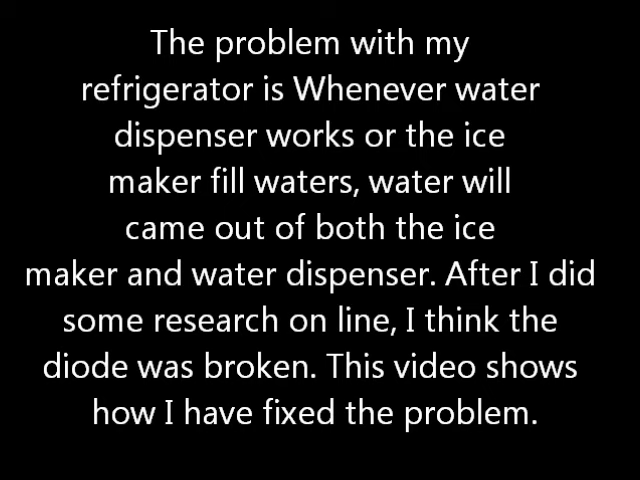 The problem with my
refrigerator is Whenever water
dispenser works or the ice
maker fill waters, water will
came out of both the ice
maker and water dispenser. After I did
some research on line, I think the
diode was broken. This video shows
how I have fixed the problem.